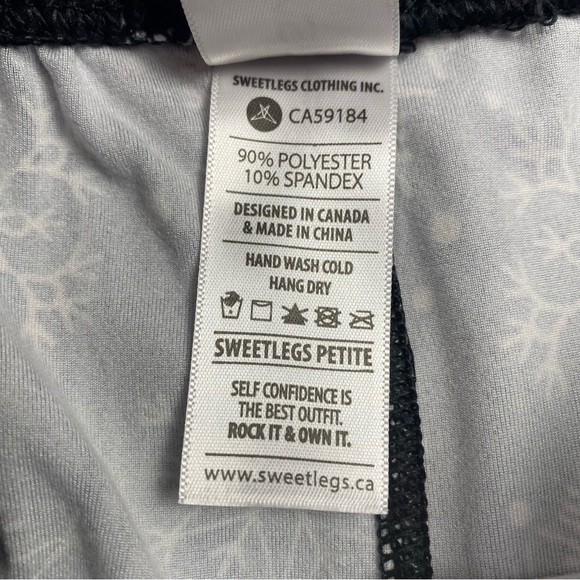 SWEETLEGS CLOTHING INC.
CA59184
90% POLYESTER
10% SPANDEX
DESIGNED IN CANADA
& MADE IN CHINA
HAND WASH COLD
HANG DRY
SWEETLEGS PETITE
SELF CONFIDENCE IS
THE BEST OUTFIT.
ROCK IT & OWN IT.
www.sweetlegs.ca